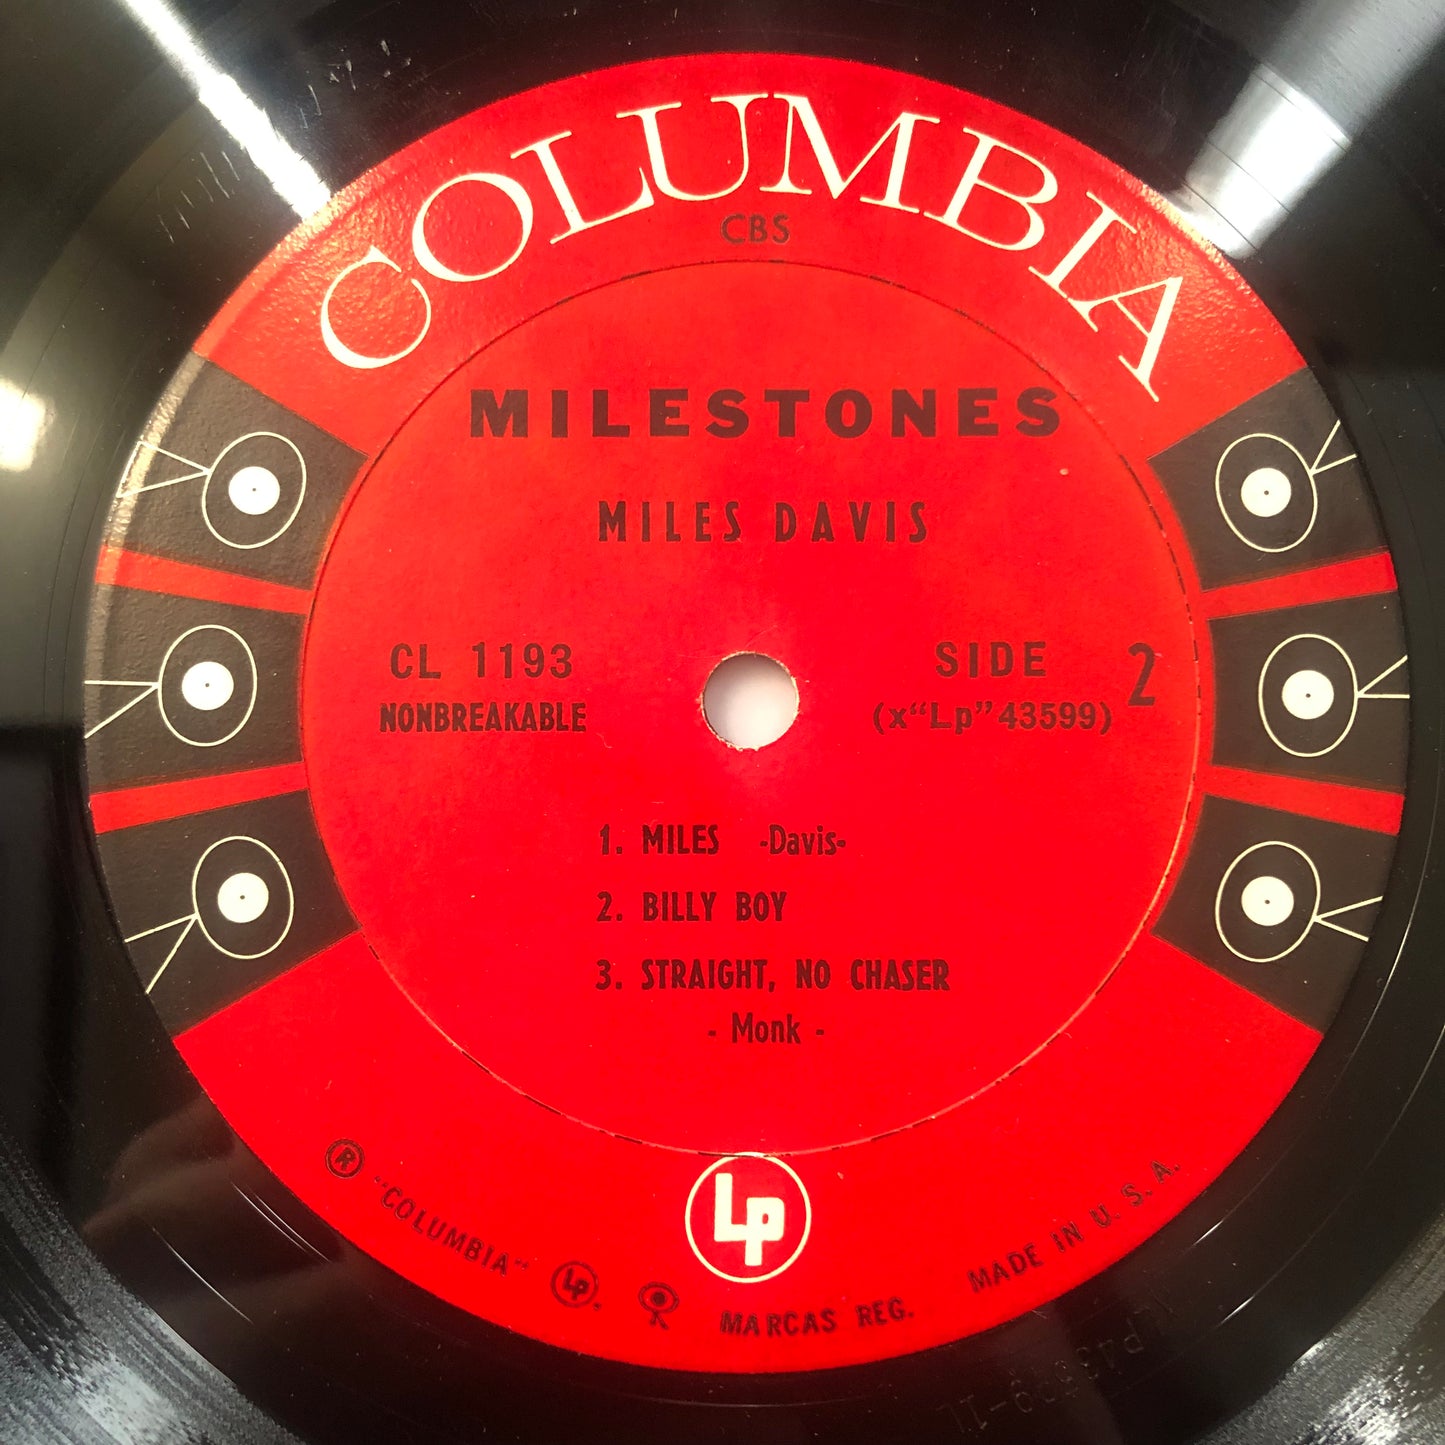 COLUMBIA
CBS
MILESTONES
MILES DAVIS
CL 1193
NONBREAKABLE
SIDE 2
(x“Lp” 43599)
1. MILES -Davis-
2. BILLY BOY
3. STRAIGHT, NO CHASER
- Monk -
Lp
® “COLUMBIA” Lp. MARCAS REG. MADE IN U. S. A.